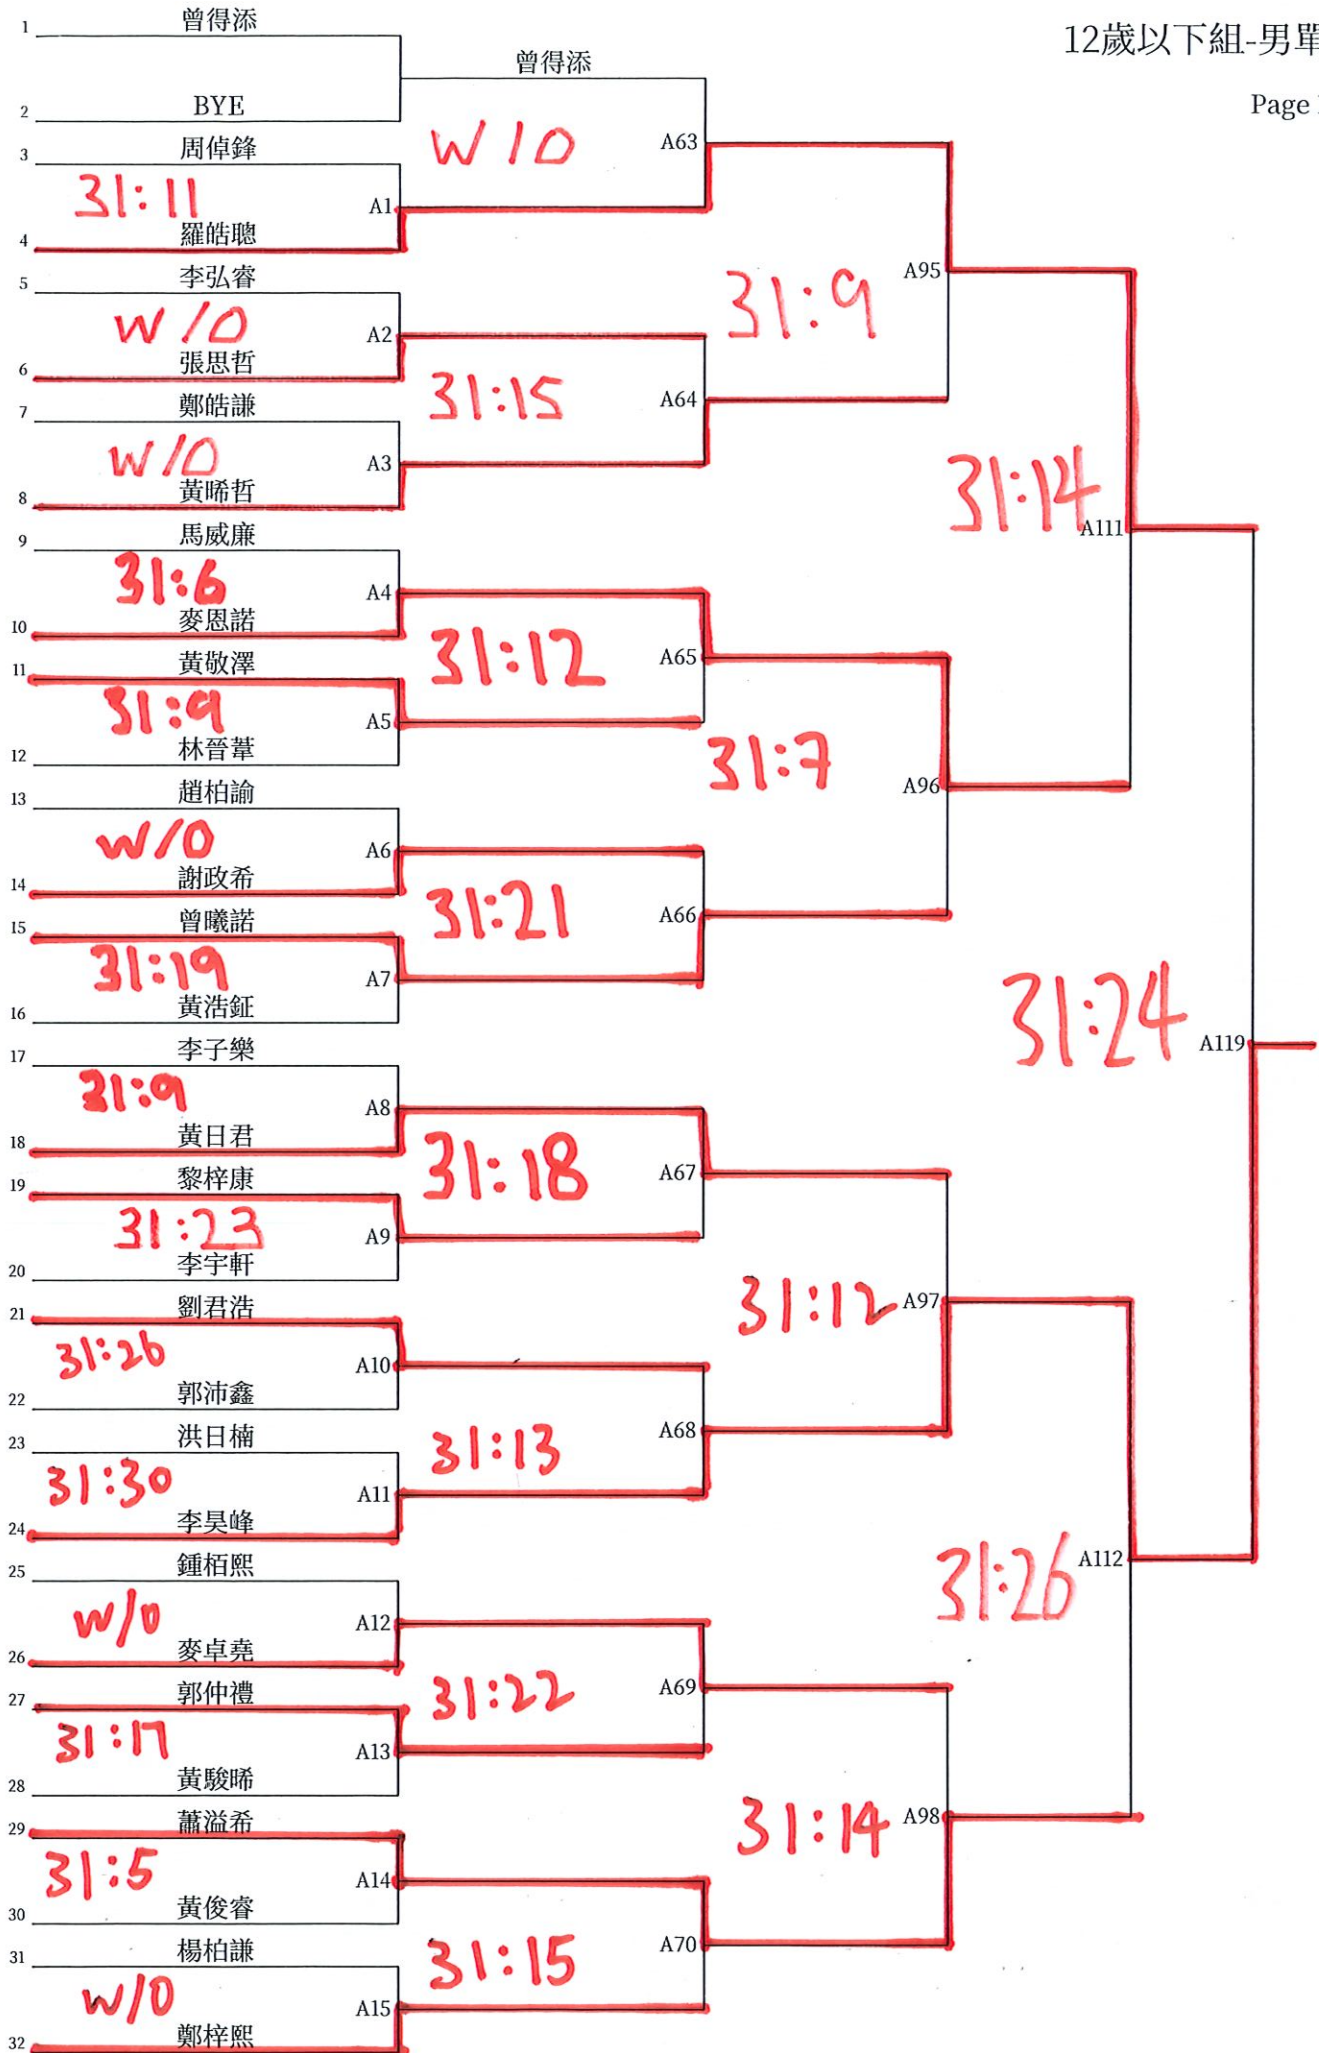 12歲以下組-男單
Page
1 曾得添
曾得添
2 BYE
W/O A63
3 周倬鋒
31:11 A1
4 羅皓聰
5 李弘睿
31:9 A95
W/O A2
6 張思哲
31:15 A64
7 鄭皓謙
W/O A3
8 黃晞哲
31:14 A111
9 馬威廉
31:6 A4
10 麥恩諾
31:12 A65
11 黃敬澤
31:9 A5
12 林晉葦
31:7 A96
13 趙柏諭
W/O A6
14 謝政希
31:21 A66
15 曾曦諾
31:19 A7
16 黃浩鉦
31:24 A119
17 李子樂
31:9 A8
18 黃日君
31:18 A67
19 黎梓康
31:23 A9
20 李宇軒
31:12 A97
21 劉君浩
31:26 A10
22 郭沛鑫
31:13 A68
23 洪日楠
31:30 A11
24 李昊峰
31:26 A112
25 鍾栢熙
W/O A12
26 麥卓堯
31:22 A69
27 郭仲禮
31:17 A13
28 黃駿晞
31:14 A98
29 蕭溢希
31:5 A14
30 黃俊睿
31:15 A70
31 楊柏謙
W/O A15
32 鄭梓熙